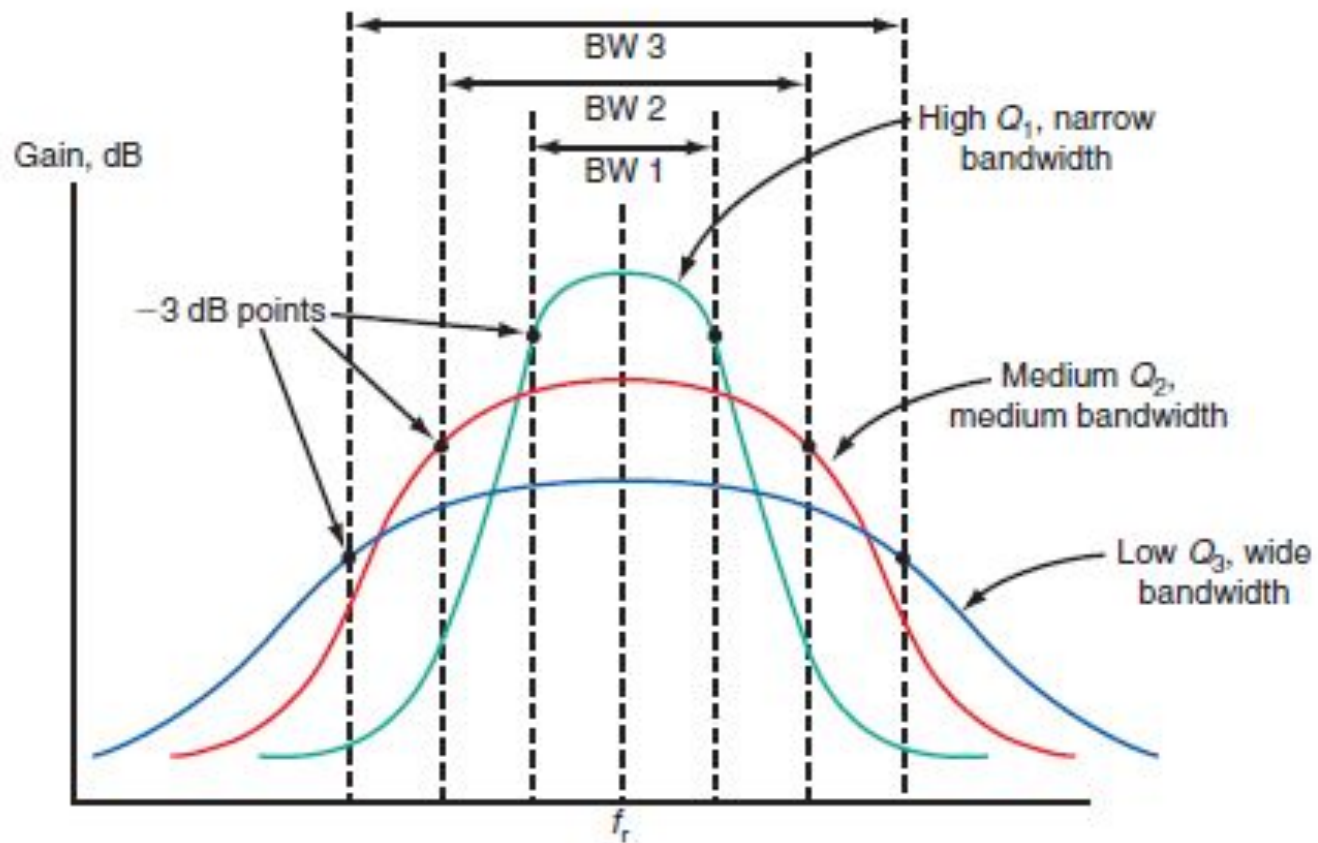 BW 3
BW 2
BW 1
Gain, dB
High Q₁, narrow
bandwidth
−3 dB points
Medium Q₂,
medium bandwidth
Low Q₃, wide
bandwidth
fᵣ